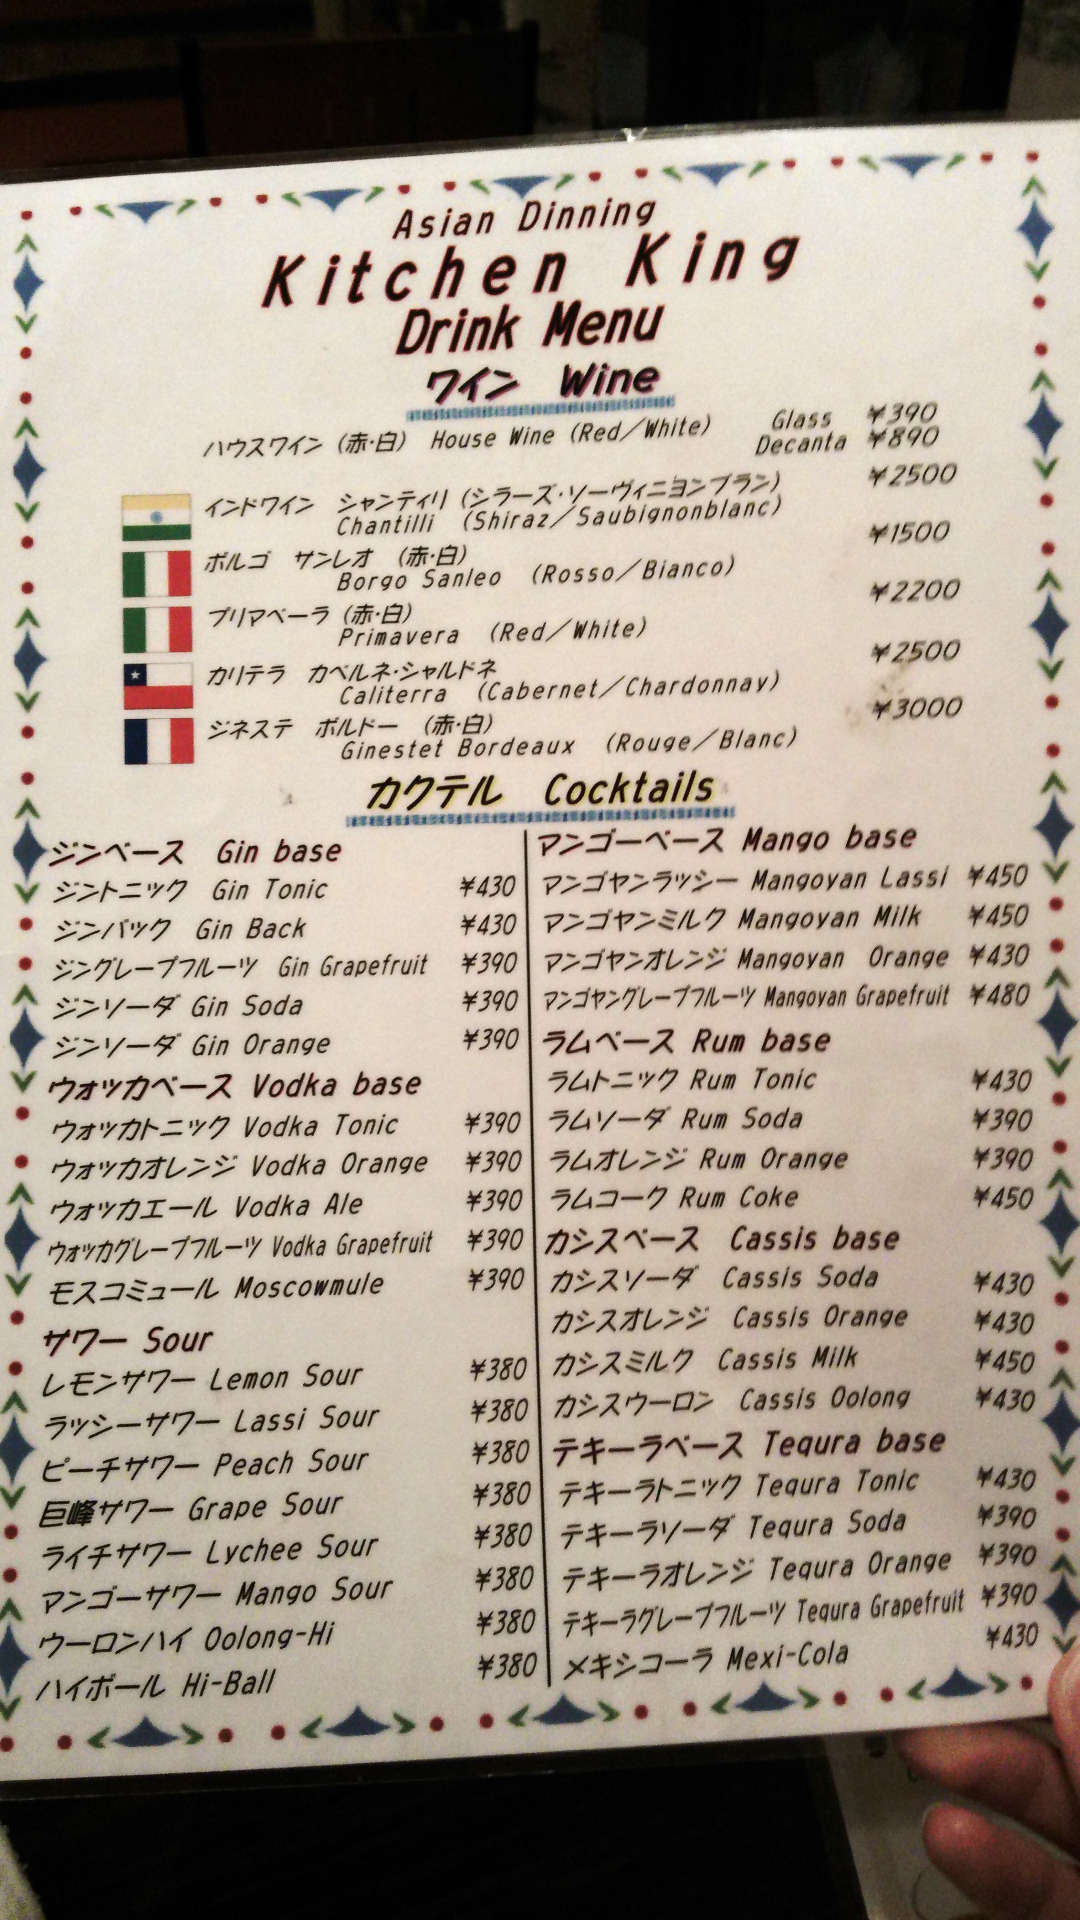 Asian Dinning
Kitchen King
Drink Menu
ワイン Wine
ハウスワイン (赤・白) House Wine (Red/White) Glass ¥390
Decanta ¥890
インドワイン シャンティリ (シラーズ・ソーヴィニヨンブラン) ¥2500
Chantilli (Shiraz/Saubignonblanc)
ボルゴ サンレオ (赤・白) ¥1500
Borgo Sanleo (Rosso/Bianco)
プリマベーラ (赤・白) ¥2200
Primavera (Red/White)
カリテラ カベルネ・シャルドネ ¥2500
Caliterra (Cabernet/Chardonnay)
ジネステ ボルドー (赤・白) ¥3000
Ginestet Bordeaux (Rouge/Blanc)
カクテル Cocktails
ジンベース Gin base
ジントニック Gin Tonic ¥430
ジンバック Gin Back ¥430
ジングレープフルーツ Gin Grapefruit ¥390
ジンソーダ Gin Soda ¥390
ジンソーダ Gin Orange ¥390
ウォッカベース Vodka base
ウォッカトニック Vodka Tonic ¥390
ウォッカオレンジ Vodka Orange ¥390
ウォッカエール Vodka Ale ¥390
ウォッカグレープフルーツ Vodka Grapefruit ¥390
モスコミュール Moscowmule ¥390
サワー Sour
レモンサワー Lemon Sour ¥380
ラッシーサワー Lassi Sour ¥380
ピーチサワー Peach Sour ¥380
巨峰サワー Grape Sour ¥380
ライチサワー Lychee Sour ¥380
マンゴーサワー Mango Sour ¥380
ウーロンハイ Oolong-Hi ¥380
ハイボール Hi-Ball ¥380
マンゴーベース Mango base
マンゴヤンラッシー Mangoyan Lassi ¥450
マンゴヤンミルク Mangoyan Milk ¥450
マンゴヤンオレンジ Mangoyan Orange ¥430
マンゴヤングレープフルーツ Mangoyan Grapefruit ¥480
ラムベース Rum base
ラムトニック Rum Tonic ¥430
ラムソーダ Rum Soda ¥390
ラムオレンジ Rum Orange ¥390
ラムコーク Rum Coke ¥450
カシスベース Cassis base
カシスソーダ Cassis Soda ¥430
カシスオレンジ Cassis Orange ¥430
カシスミルク Cassis Milk ¥450
カシスウーロン Cassis Oolong ¥430
テキーラベース Tequra base
テキーラトニック Tequra Tonic ¥430
テキーラソーダ Tequra Soda ¥390
テキーラオレンジ Tequra Orange ¥390
テキーラグレープフルーツ Tequra Grapefruit ¥390
メキシコーラ Mexi-Cola ¥430